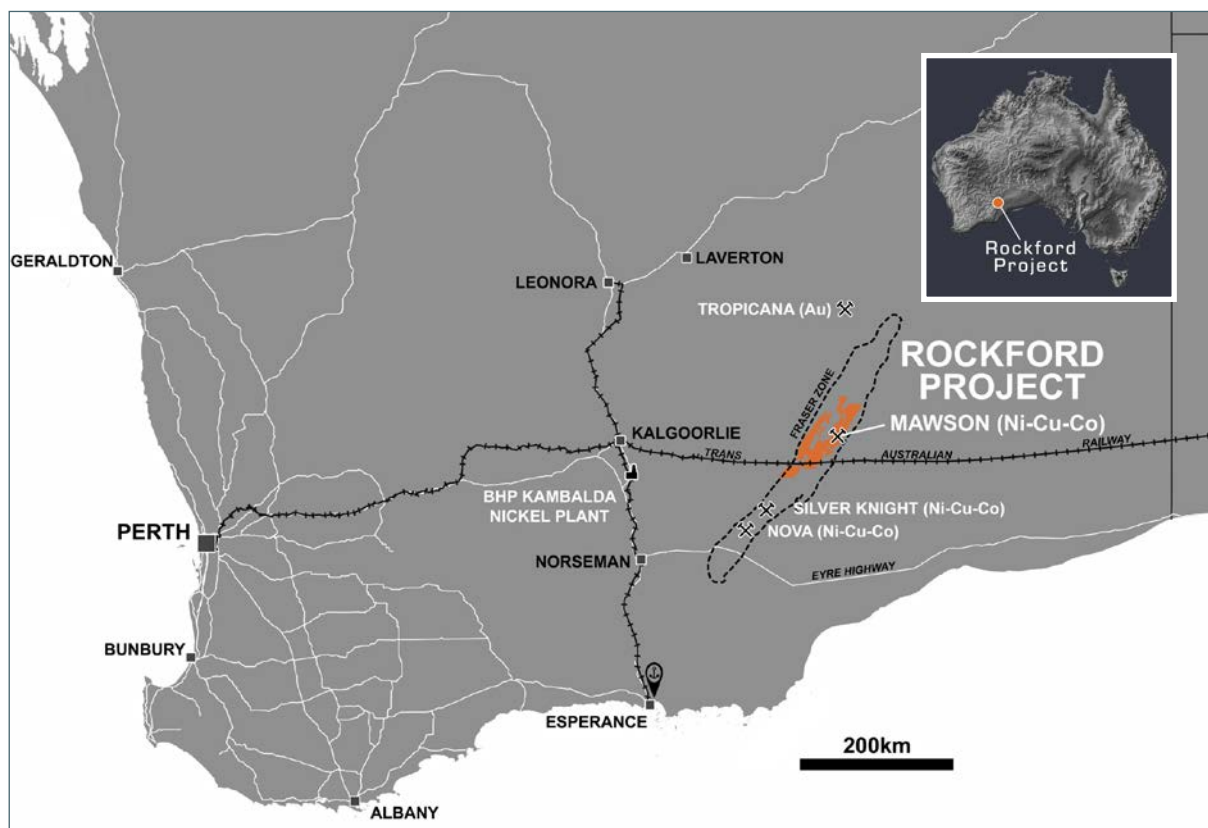 Rockford
Project
GERALDTON
LAVERTON
LEONORA
TROPICANA (Au)
ROCKFORD
PROJECT
FRASER ZONE
MAWSON (Ni-Cu-Co)
KALGOORLIE
TRANS AUSTRALIAN RAILWAY
BHP KAMBALDA
NICKEL PLANT
SILVER KNIGHT (Ni-Cu-Co)
NOVA (Ni-Cu-Co)
PERTH
NORSEMAN
EYRE HIGHWAY
BUNBURY
ESPERANCE
200km
ALBANY